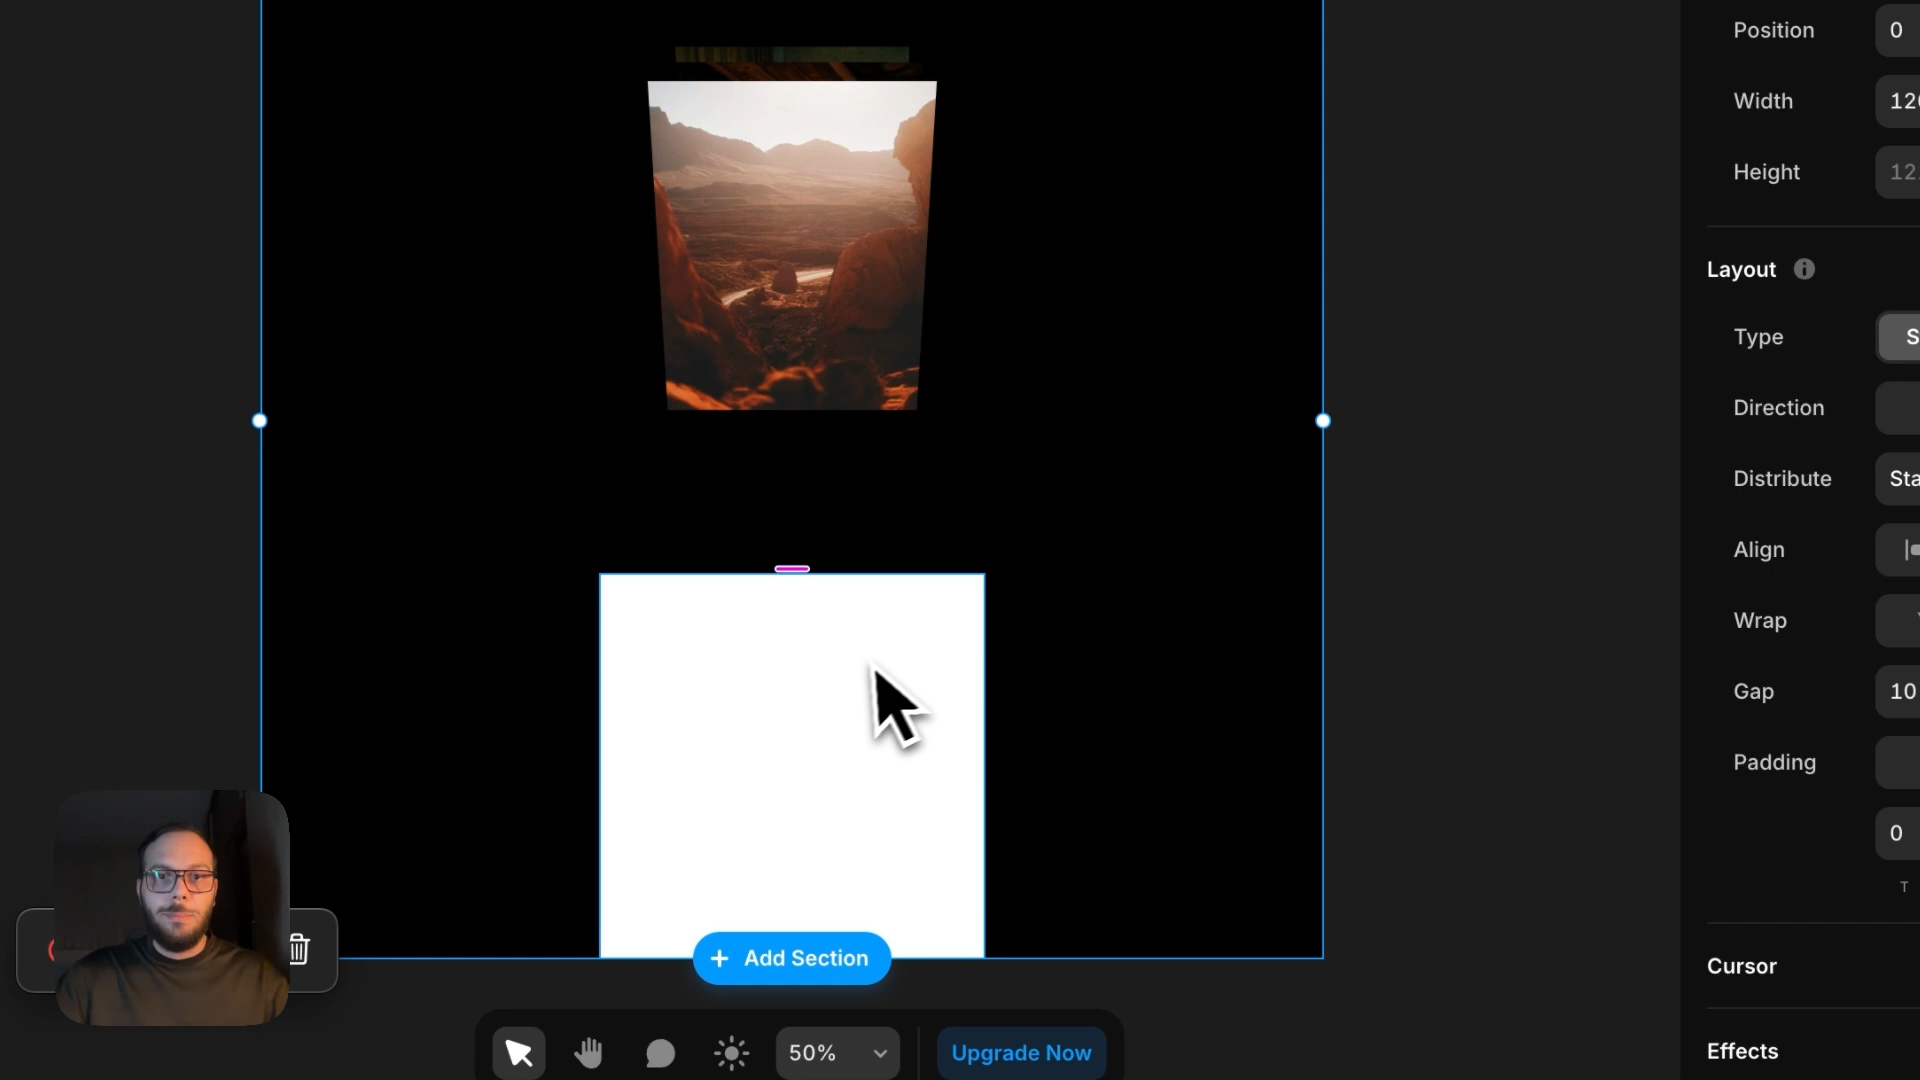 Position 0
Width
Height
Layout
Type
Direction
Distribute
Align
Wrap
Gap 10
Padding
0
T
Cursor
Effects
+ Add Section
50%
Upgrade Now